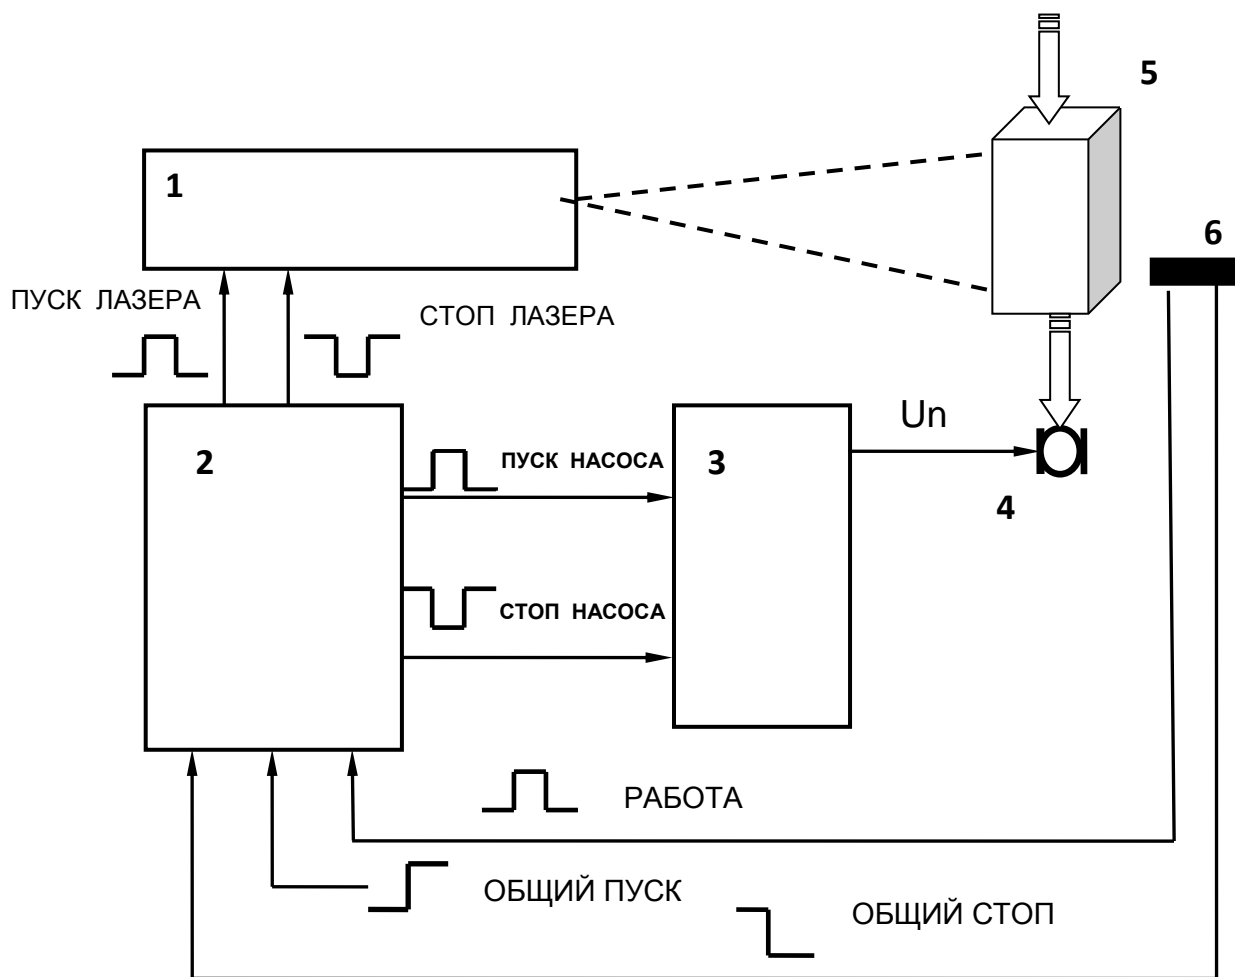 5
1
6
ПУСК ЛАЗЕРА
СТОП ЛАЗЕРА
Un
2
ПУСК НАСОСА
3
4
СТОП НАСОСА
РАБОТА
ОБЩИЙ ПУСК
ОБЩИЙ СТОП